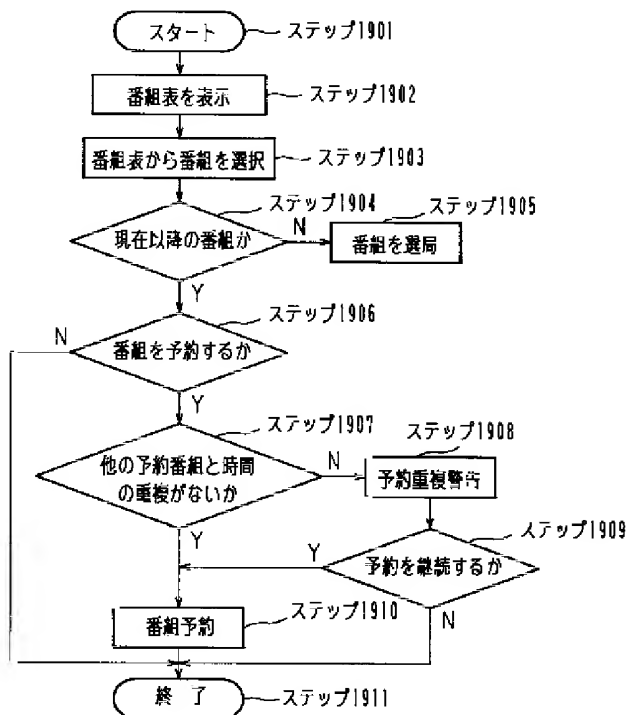 スタート
ステップ1901
番組表を表示
ステップ1902
番組表から番組を選択
ステップ1903
ステップ1904
現在以降の番組か
N
ステップ1905
番組を選局
Y
ステップ1906
番組を予約するか
N
Y
ステップ1907
他の予約番組と時間
の重複がないか
N
ステップ1908
予約重複警告
Y
ステップ1909
予約を継続するか
Y
N
ステップ1910
番組予約
終了
ステップ1911